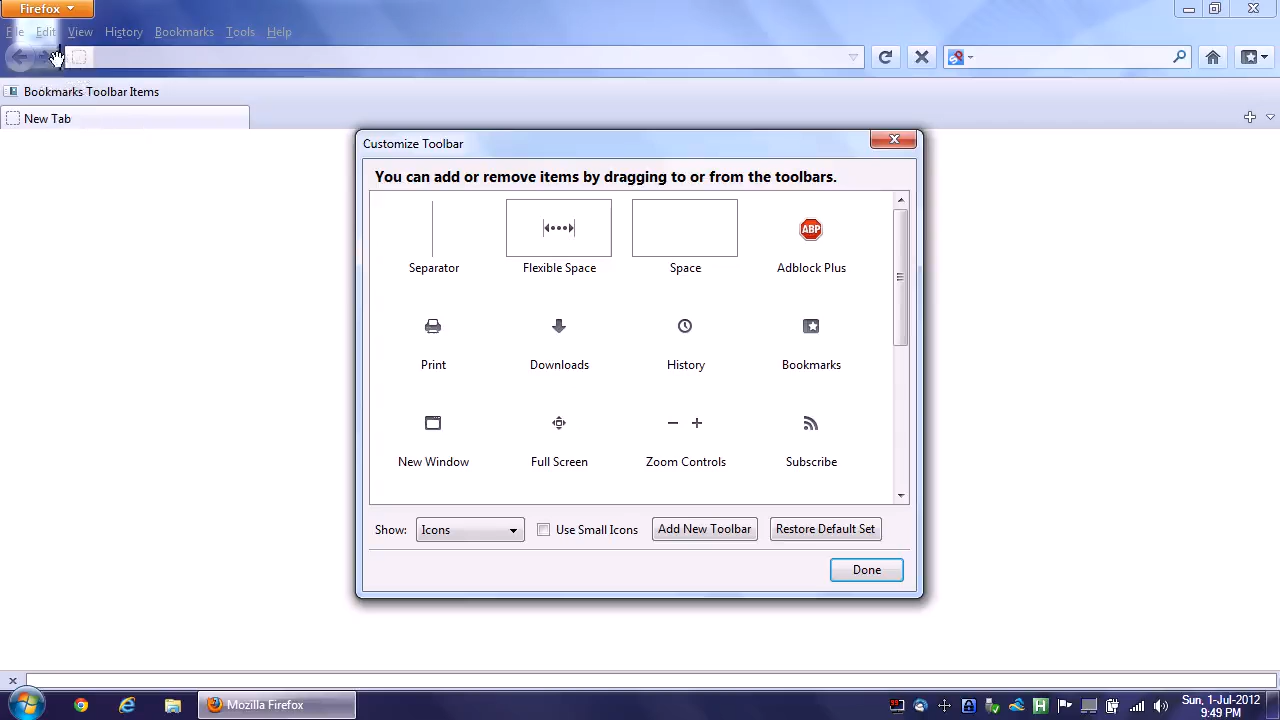 Firefox
File Edit View History Bookmarks Tools Help
Bookmarks Toolbar Items
New Tab
Customize Toolbar
You can add or remove items by dragging to or from the toolbars.
Separator Flexible Space Space ABP Adblock Plus
Print Downloads History Bookmarks
New Window Full Screen Zoom Controls Subscribe
Show: Icons Use Small Icons Add New Toolbar Restore Default Set
Done
Mozilla Firefox
Sun, 1-Jul-2012
9:49 PM